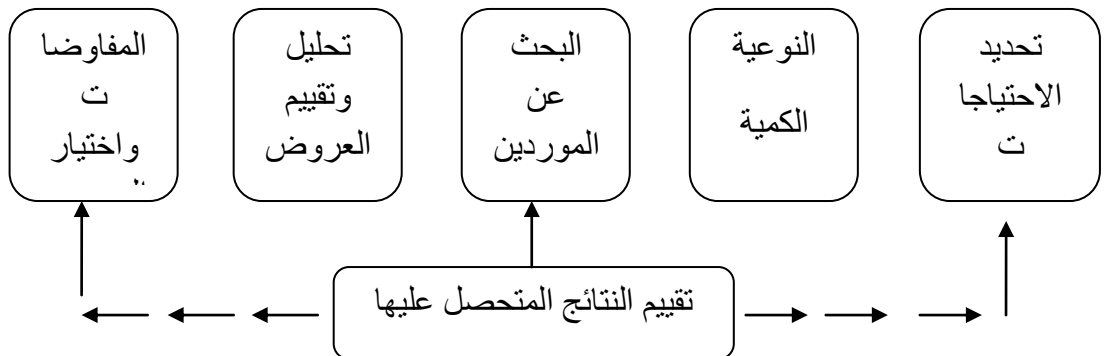 تحديد
الاحتياجا
ت
النوعية
الكمية
البحث
عن
الموردين
تحليل
وتقييم
العروض
المفاوضا
ت
واختيار
تقييم النتائج المتحصل عليها